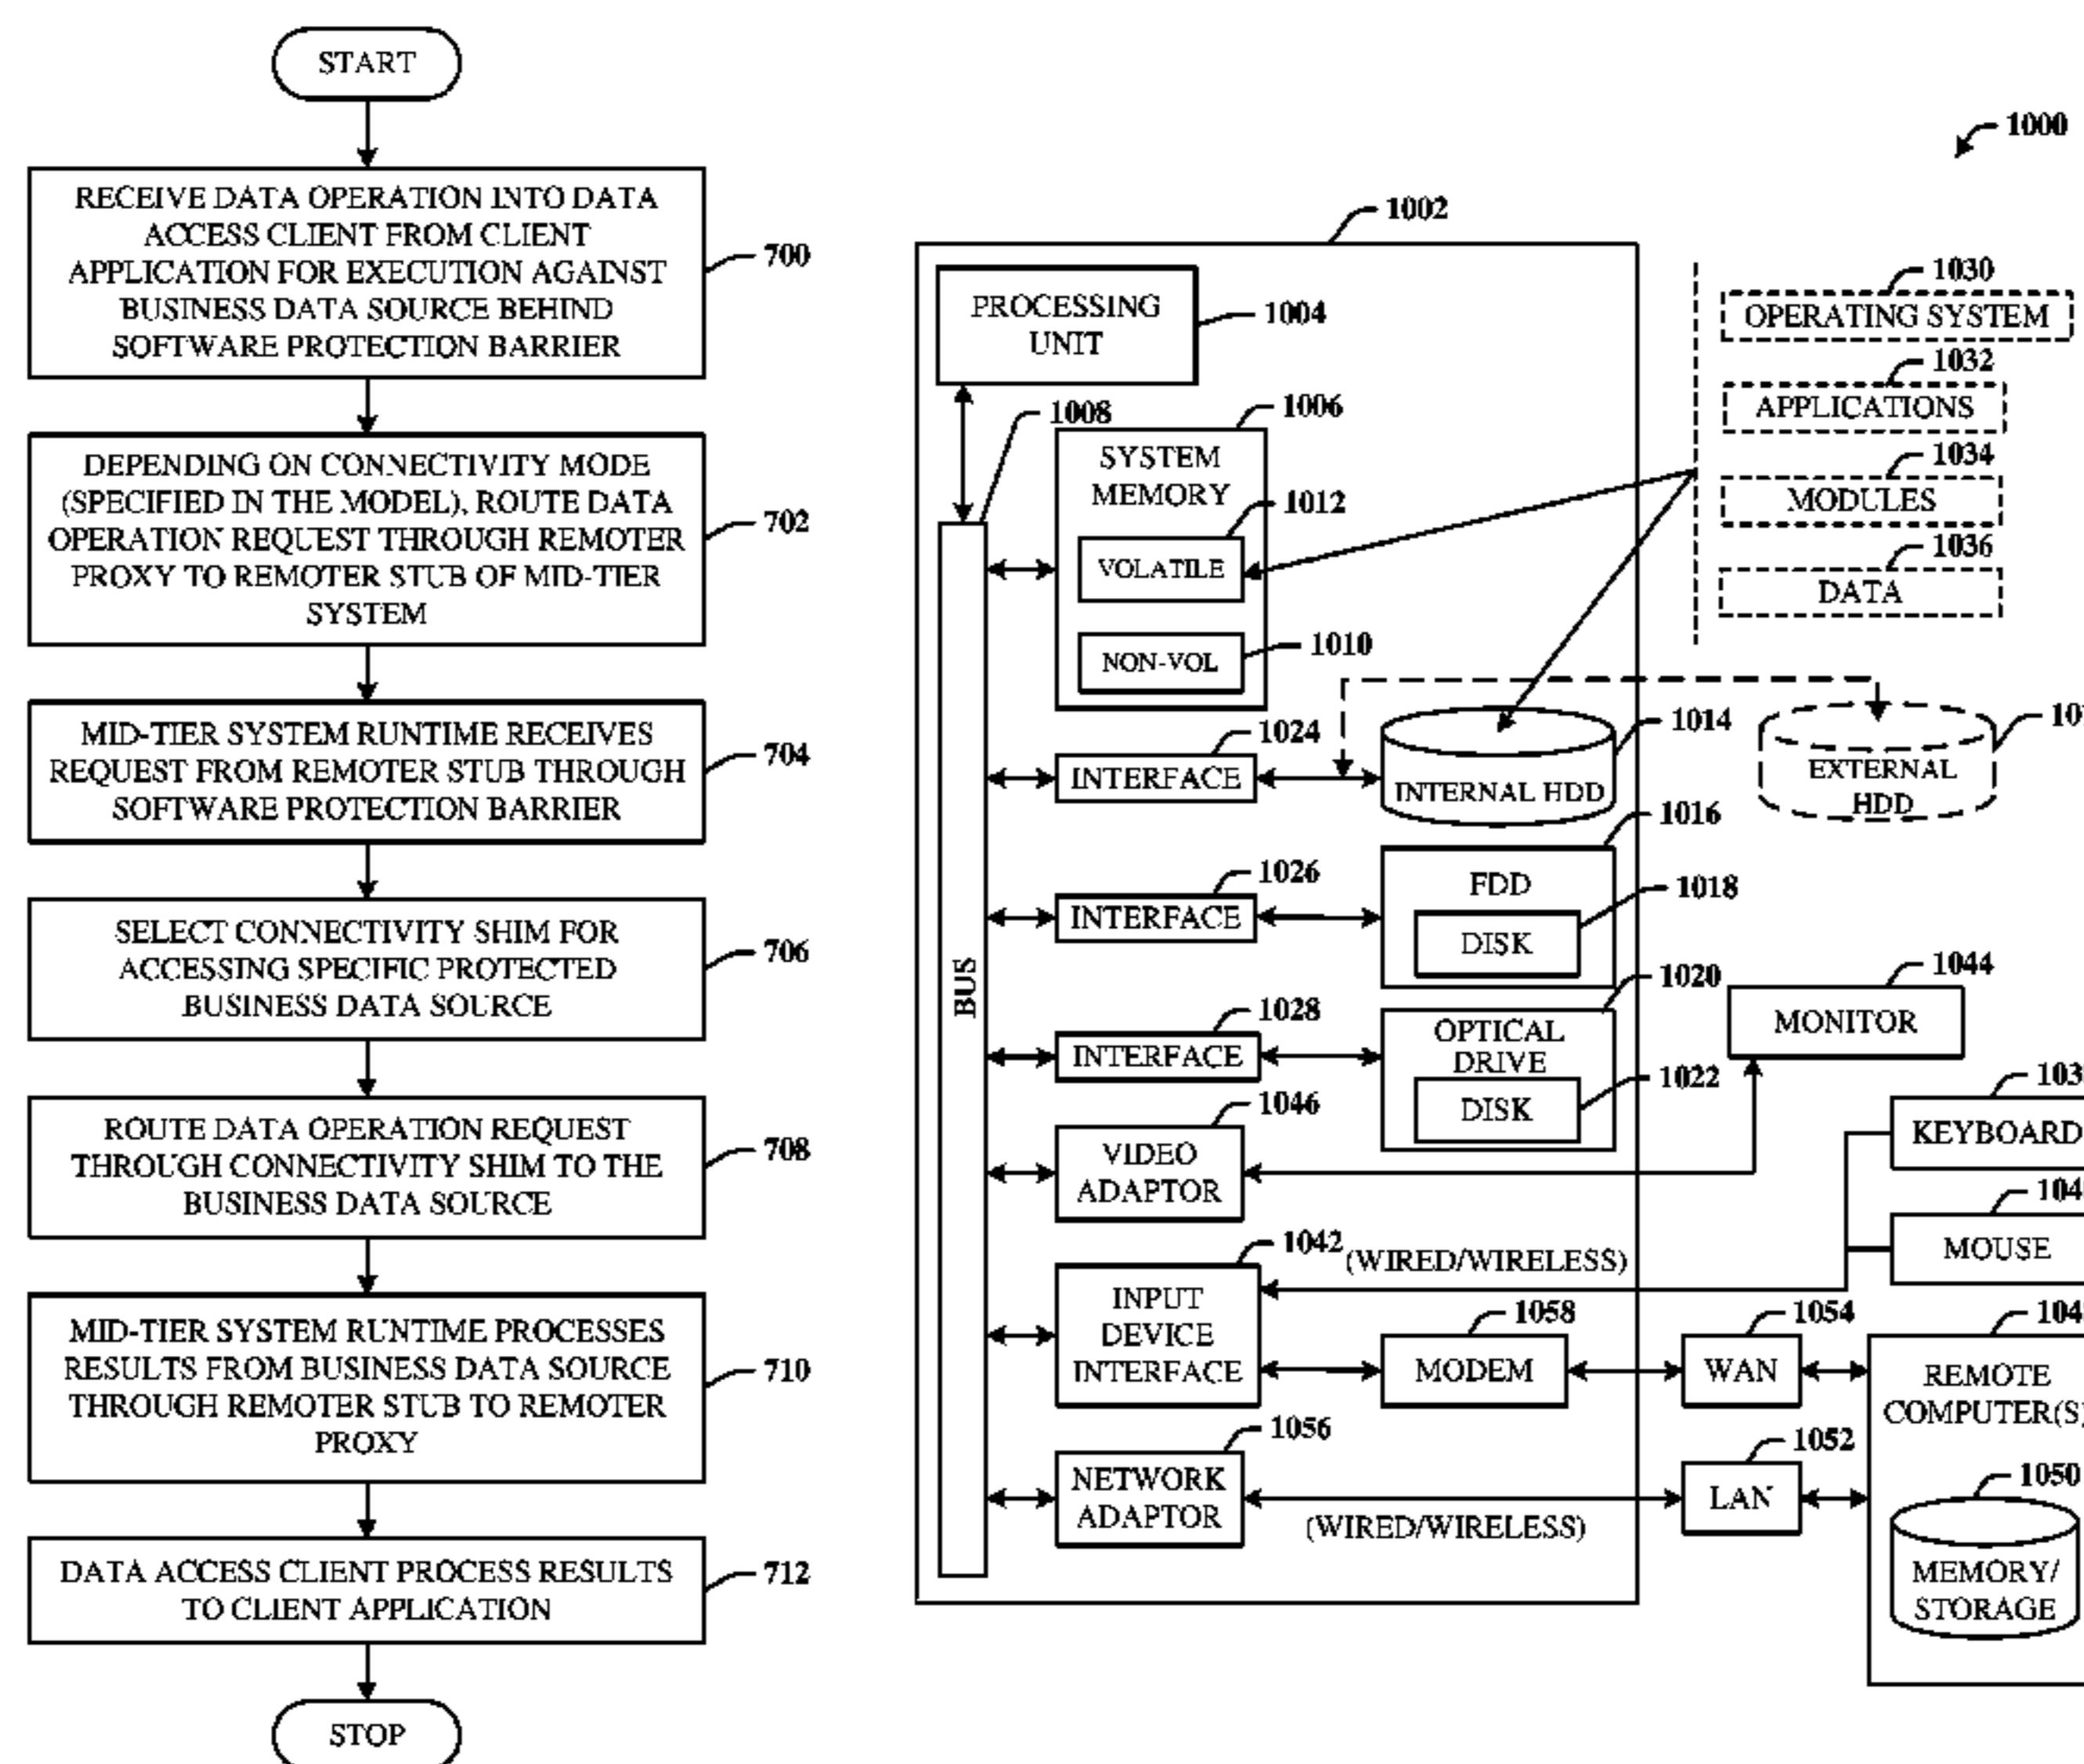 START
RECEIVE DATA OPERATION INTO DATA
ACCESS CLIENT FROM CLIENT
APPLICATION FOR EXECUTION AGAINST
BUSINESS DATA SOURCE BEHIND
SOFTWARE PROTECTION BARRIER
700
DEPENDING ON CONNECTIVITY MODE
(SPECIFIED IN THE MODEL), ROUTE DATA
OPERATION REQUEST THROUGH REMOTER
PROXY TO REMOTER STUB OF MID-TIER
SYSTEM
702
MID-TIER SYSTEM RUNTIME RECEIVES
REQUEST FROM REMOTER STUB THROUGH
SOFTWARE PROTECTION BARRIER
704
SELECT CONNECTIVITY SHIM FOR
ACCESSING SPECIFIC PROTECTED
BUSINESS DATA SOURCE
706
ROUTE DATA OPERATION REQUEST
THROUGH CONNECTIVITY SHIM TO THE
BUSINESS DATA SOURCE
708
MID-TIER SYSTEM RUNTIME PROCESSES
RESULTS FROM BUSINESS DATA SOURCE
THROUGH REMOTER STUB TO REMOTER
PROXY
710
DATA ACCESS CLIENT PROCESS RESULTS
TO CLIENT APPLICATION
712
STOP
1000
1002
PROCESSING
UNIT
1004
1008
1006
SYSTEM
MEMORY
1012
VOLATILE
1010
NON-VOL
BUS
1030
OPERATING SYSTEM
1032
APPLICATIONS
1034
MODULES
1036
DATA
1024
INTERFACE
1014
INTERNAL HDD
EXTERNAL
HDD
1026
INTERFACE
1016
FDD
1018
DISK
1028
INTERFACE
1020
OPTICAL
DRIVE
1022
DISK
1044
MONITOR
1046
VIDEO
ADAPTOR
KEYBOARD
MOUSE
1042
(WIRED/WIRELESS)
INPUT
DEVICE
INTERFACE
1058
MODEM
1054
WAN
REMOTE
COMPUTER(S)
1056
NETWORK
ADAPTOR
(WIRED/WIRELESS)
1052
LAN
1050
MEMORY/
STORAGE